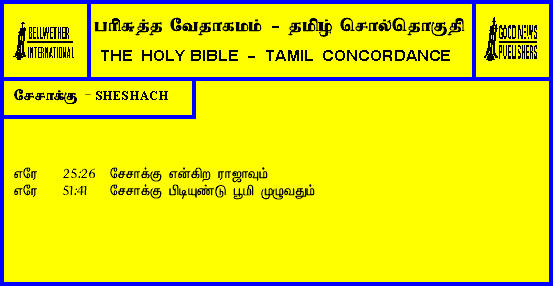 BELLWETHER
INTERNATIONAL
பரிசுத்த வேதாகமம் - தமிழ் சொல்தொகுதி
THE HOLY BIBLE - TAMIL CONCORDANCE
GOOD NEWS
PUBLISHERS
சேசாக்கு - SHESHACH
எரே 25:26 சேசாக்கு என்கிற ராஜாவும்
எரே 51:41 சேசாக்கு பிடியுண்டு பூமி முழுவதும்